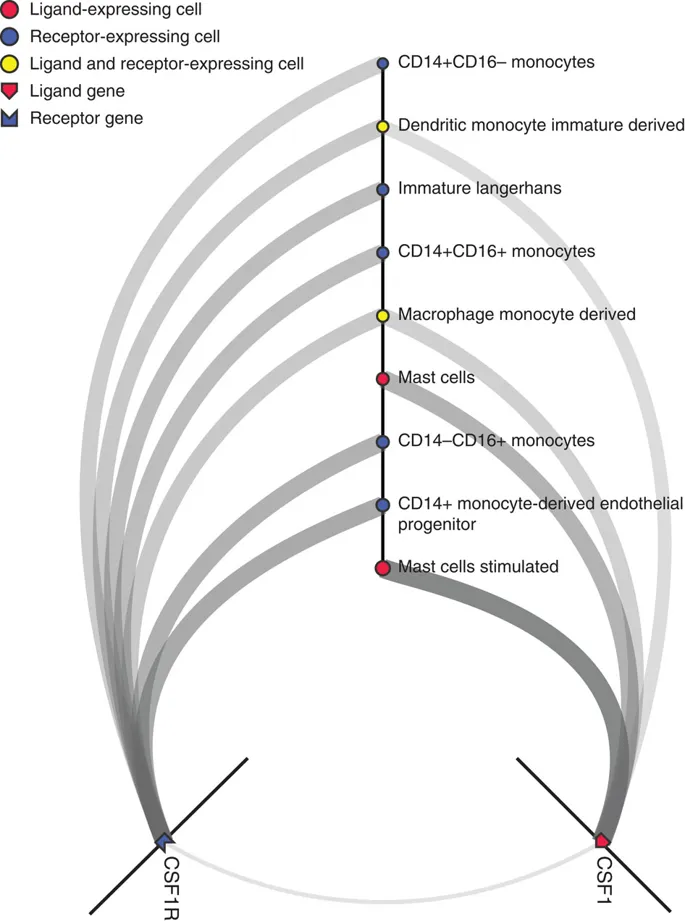 Ligand-expressing cell
Receptor-expressing cell
Ligand and receptor-expressing cell
Ligand gene
Receptor gene
CD14+CD16– monocytes
Dendritic monocyte immature derived
Immature langerhans
CD14+CD16+ monocytes
Macrophage monocyte derived
Mast cells
CD14–CD16+ monocytes
CD14+ monocyte-derived endothelial
progenitor
Mast cells stimulated
CSF1R
CSF1